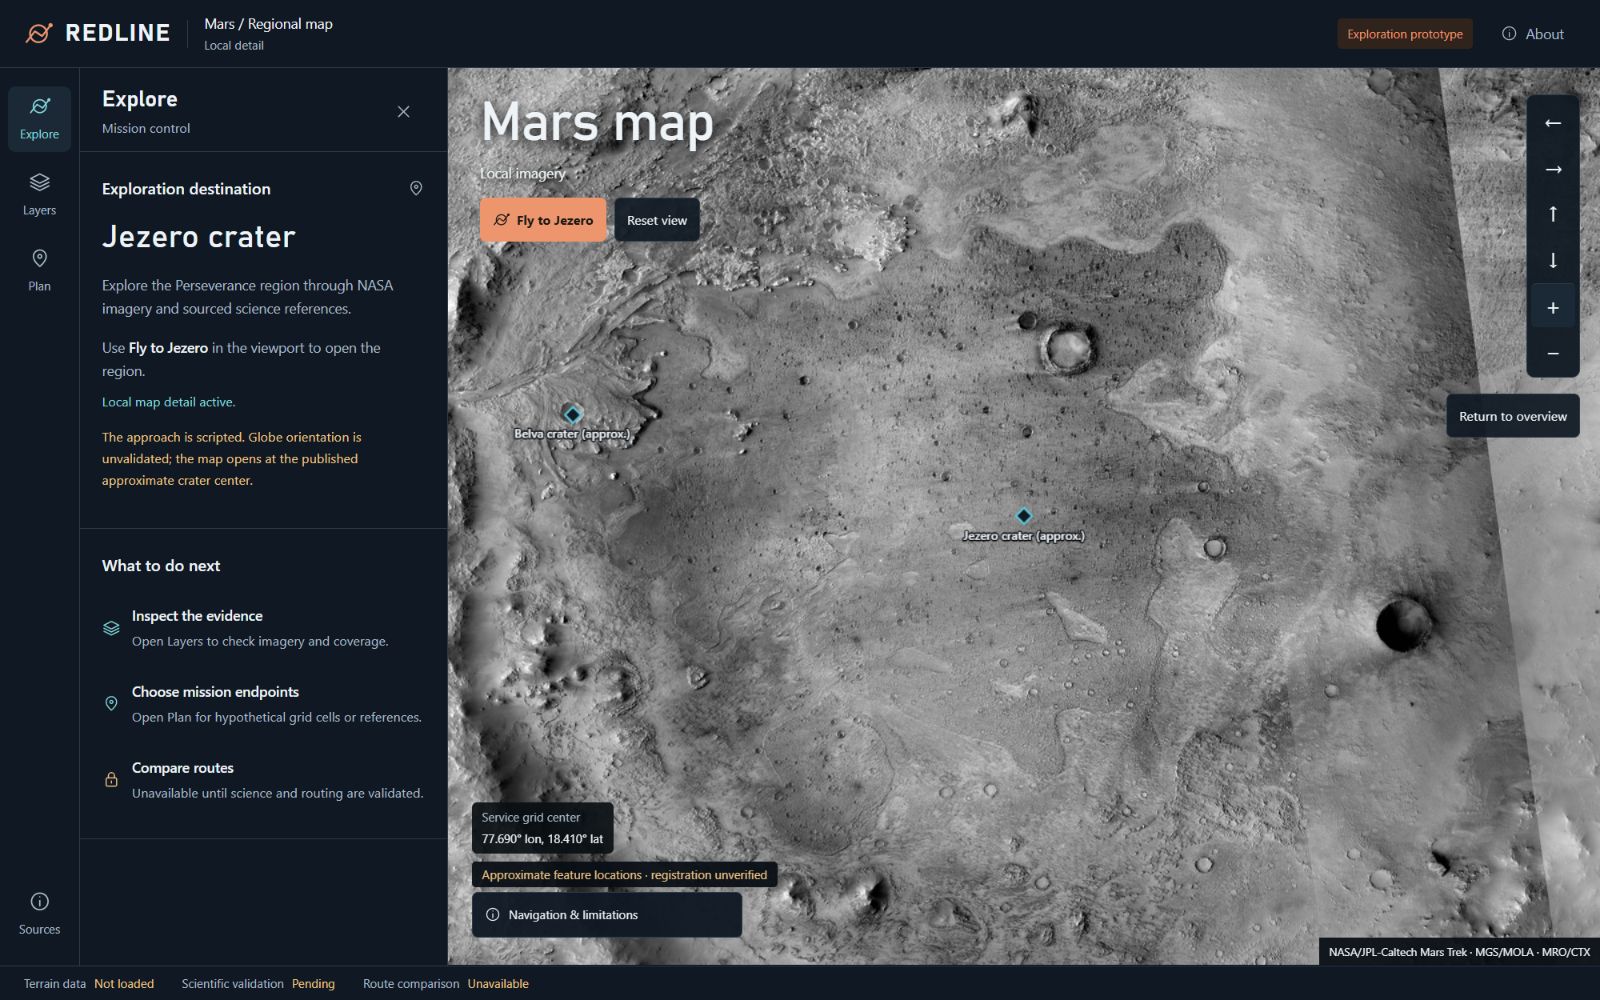 REDLINE
Mars / Regional map
Local detail
Exploration prototype
About
Explore
Layers
Plan
Sources
Explore
Mission control
Exploration destination
Jezero crater
Explore the Perseverance region through NASA
imagery and sourced science references.
Use Fly to Jezero in the viewport to open the
region.
Local map detail active.
The approach is scripted. Globe orientation is
unvalidated; the map opens at the published
approximate crater center.
What to do next
Inspect the evidence
Open Layers to check imagery and coverage.
Choose mission endpoints
Open Plan for hypothetical grid cells or references.
Compare routes
Unavailable until science and routing are validated.
Mars map
Local imagery
Fly to Jezero
Reset view
←
→
↑
↓
+
−
Return to overview
Belva crater (approx.)
Jezero crater (approx.)
Service grid center
77.690° lon, 18.410° lat
Approximate feature locations · registration unverified
Navigation & limitations
NASA/JPL-Caltech Mars Trek · MGS/MOLA · MRO/CTX
Terrain data Not loaded
Scientific validation Pending
Route comparison Unavailable